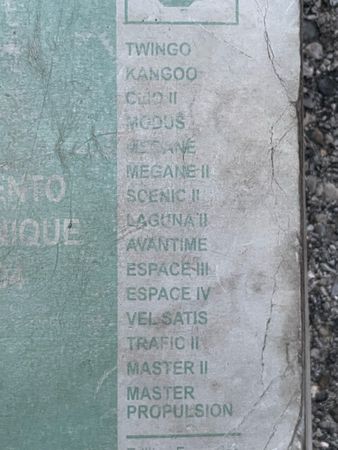 TWINGO
KANGOO
CLIO II
MODUS
MEGANE
MEGANE II
SCENIC II
ENTO
LAGUNA II
IQUE
AVANTIME
ESPACE III
04
ESPACE IV
VEL SATIS
TRAFIC II
MASTER II
MASTER
PROPULSION